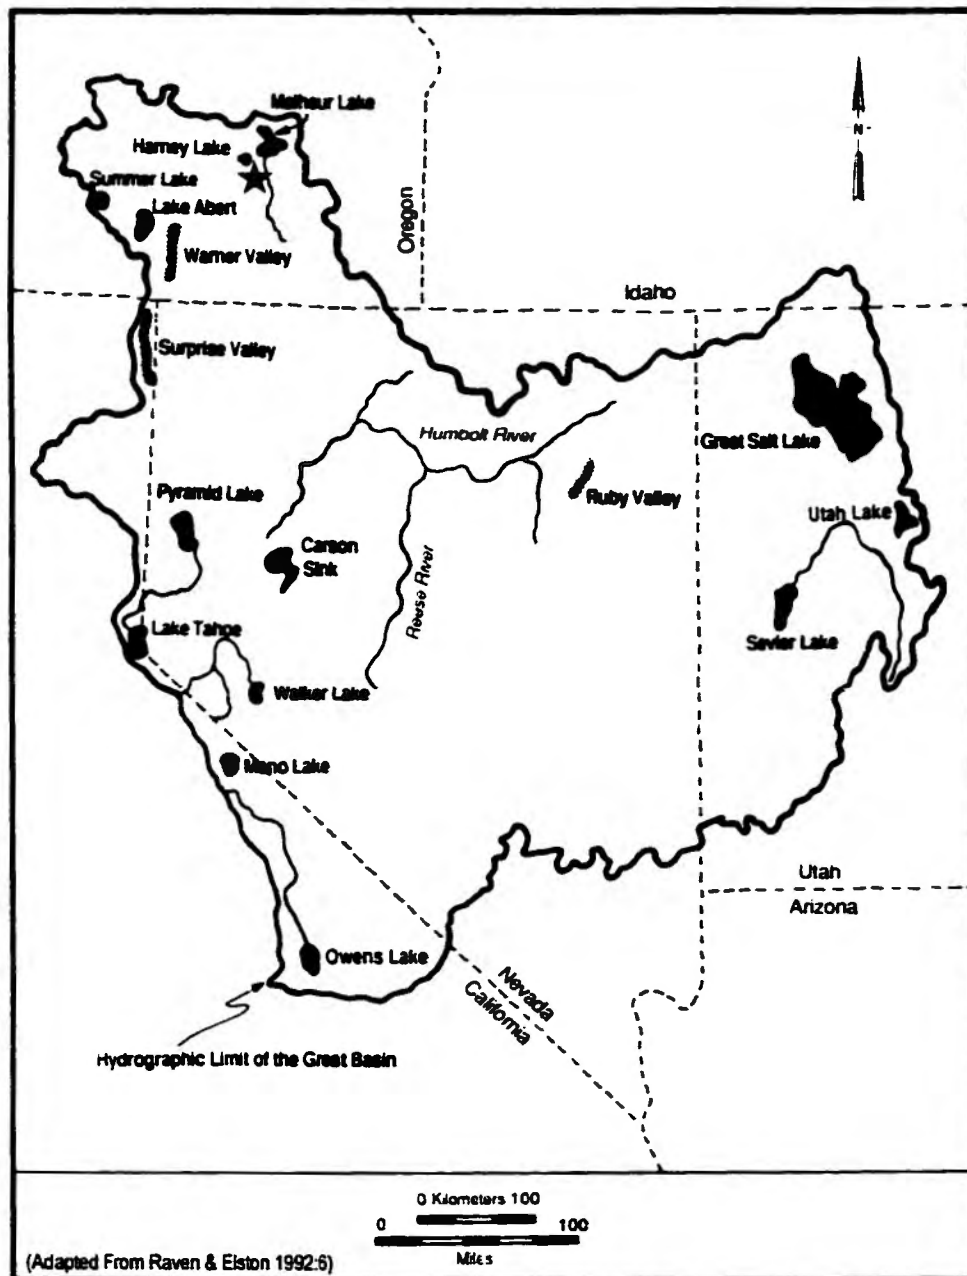 Malheur Lake
Harney Lake
N
Summer Lake
Lake Abert
Oregon
Warner Valley
Idaho
Surprise Valley
Great Salt Lake
Humbolt River
Pyramid Lake
Ruby Valley
Utah Lake
Carson
Sink
Reese River
Lake Tahoe
Sevier Lake
Walker Lake
Mono Lake
Utah
Arizona
Owens Lake
Nevada
California
Hydrographic Limit of the Great Basin
0 Kilometers 100
0 100
Miles
(Adapted From Raven & Elston 1992:6)